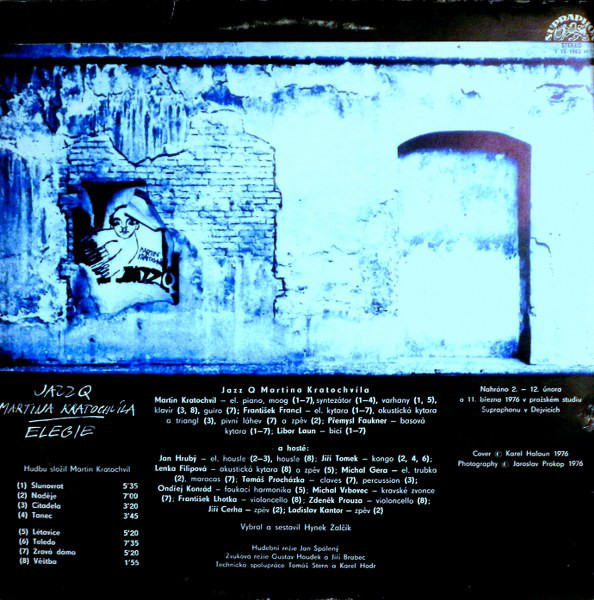 SUPRAPHON
STEREO
MARTIN
KRATOCHVÍL
JAZZ Q
JAZZ Q
MARTINA KRATOCHVÍLA
ELEGIE
Hudbu složil Martin Kratochvíl
(1) Slunovrat 5'35
(2) Naděje 7'00
(3) Citadela 3'20
(4) Tanec 3'45
(5) Létavice 5'20
(6) Toledo 7'35
(7) Zravá dáma 5'20
(8) Věštba 1'55
Jazz Q Martina Kratochvíla
Martin Kratochvíl - el. piano, moog (1-7), syntezátor (1-4), varhany (1, 5),
klavír (3, 8), guiro (7); František Francl - el. kytara (1-7), akustická kytara
a triangl (3), pivní láhev (7) a zpěv (2); Přemysl Faukner - basová
kytara (1-7); Libor Laun - bicí (1-7)
a hosté:
Jan Hrubý - el. housle (2-3), housle (8); Jiří Tomek - kongo (2, 4, 6);
Lenka Filipová - akustická kytara (8) a zpěv (5); Michal Gera - el. trubka
(2), maracas (7); Tomáš Procházka - claves (7), percussion (3);
Ondřej Konrád - foukací harmonika (5); Michal Vrbovec - kravské zvonce
(7); František Lhotka - violoncello (8); Zdeněk Prouza - violoncello (8);
Jiří Cerha - zpěv (2); Ladislav Kantor - zpěv (2)
Vybral a sestavil Hynek Žalčík
Hudební režie Jan Spálený
Zvuková režie Gustav Houdek a Jiří Brabec
Technická spolupráce Tomáš Stern a Karel Hodr
Nahráno 2. - 12. února
a 11. března 1976 v pražském studiu
Supraphonu v Dejvicích
Cover Karel Haloun 1976
Photography Jaroslav Prokop 1976